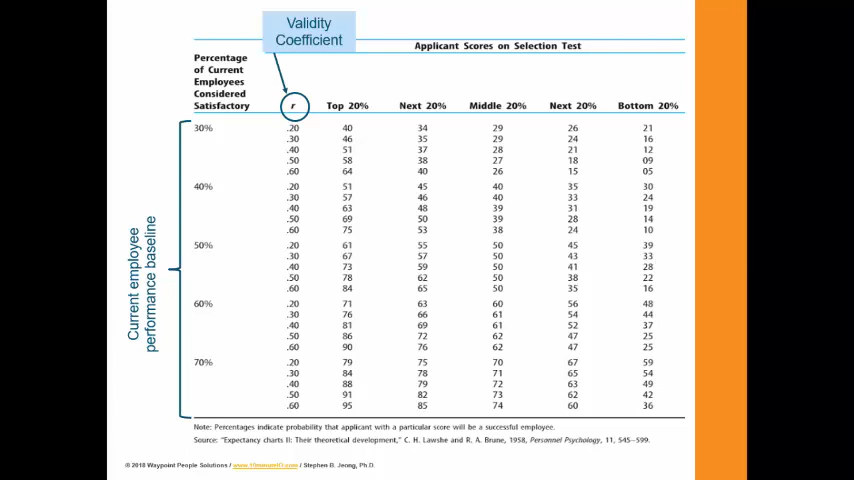 Validity
Coefficient
Applicant Scores on Selection Test
Percentage
of Current
Employees
Considered
Satisfactory r Top 20% Next 20% Middle 20% Next 20% Bottom 20%
30% .20 40 34 29 26 21
.30 46 35 29 24 16
.40 51 37 28 21 12
.50 58 38 27 18 09
.60 64 40 26 15 05
40% .20 51 45 40 35 30
.30 57 46 40 33 24
.40 63 48 39 31 19
.50 69 50 39 28 14
.60 75 53 38 24 10
50% .20 61 55 50 45 39
.30 67 57 50 43 33
.40 73 59 50 41 28
.50 78 62 50 38 22
.60 84 65 50 35 16
60% .20 71 63 60 56 48
.30 76 66 61 54 44
.40 81 69 61 52 37
.50 86 72 62 47 25
.60 90 76 62 47 25
70% .20 79 75 70 67 59
.30 84 78 71 65 54
.40 88 79 72 63 49
.50 91 82 73 62 42
.60 95 85 74 60 36
Current employee
performance baseline
Note: Percentages indicate probability that applicant with a particular score will be a successful employee.
Source: "Expectancy charts II: Their theoretical development," C. H. Lawshe and R. A. Brune, 1958, Personnel Psychology, 11, 545–599.
© 2018 Waypoint People Solutions / www.10minuteIO.com / Stephen B. Jeong, Ph.D.